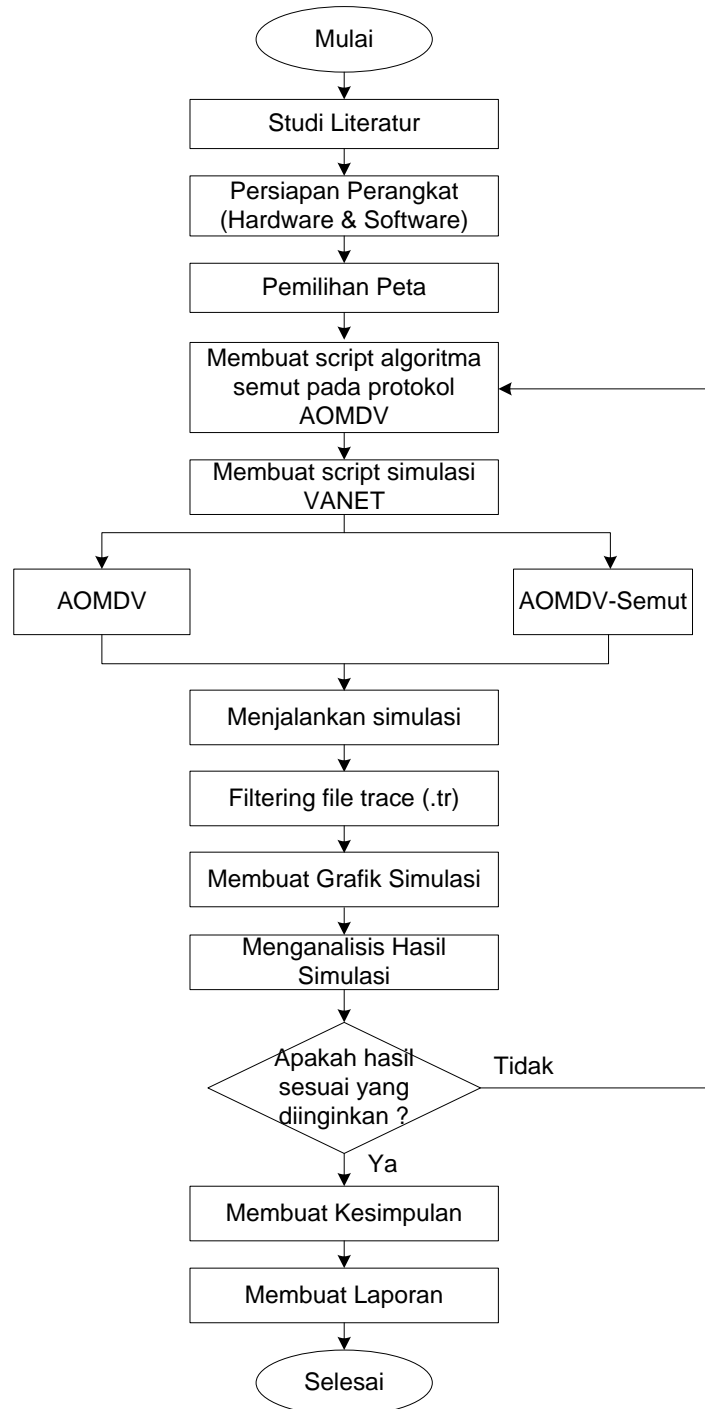 Mulai
Studi Literatur
Persiapan Perangkat
(Hardware & Software)
Pemilihan Peta
Membuat script algoritma
semut pada protokol
AOMDV
Membuat script simulasi
VANET
AOMDV
AOMDV-Semut
Menjalankan simulasi
Filtering file trace (.tr)
Membuat Grafik Simulasi
Menganalisis Hasil
Simulasi
Apakah hasil
sesuai yang
diinginkan ?
Tidak
Ya
Membuat Kesimpulan
Membuat Laporan
Selesai